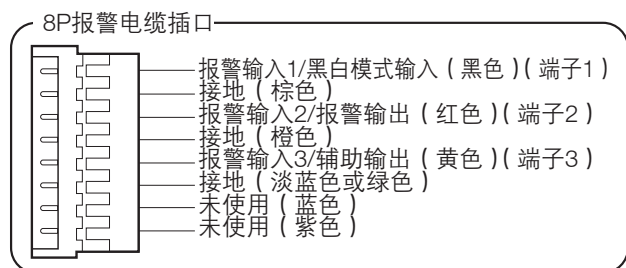 8P报警电缆插口
报警输入1/黑白模式输入（黑色）（端子1）
接地（棕色）
报警输入2/报警输出（红色）（端子2）
接地（橙色）
报警输入3/辅助输出（黄色）（端子3）
接地（淡蓝色或绿色）
未使用（蓝色）
未使用（紫色）